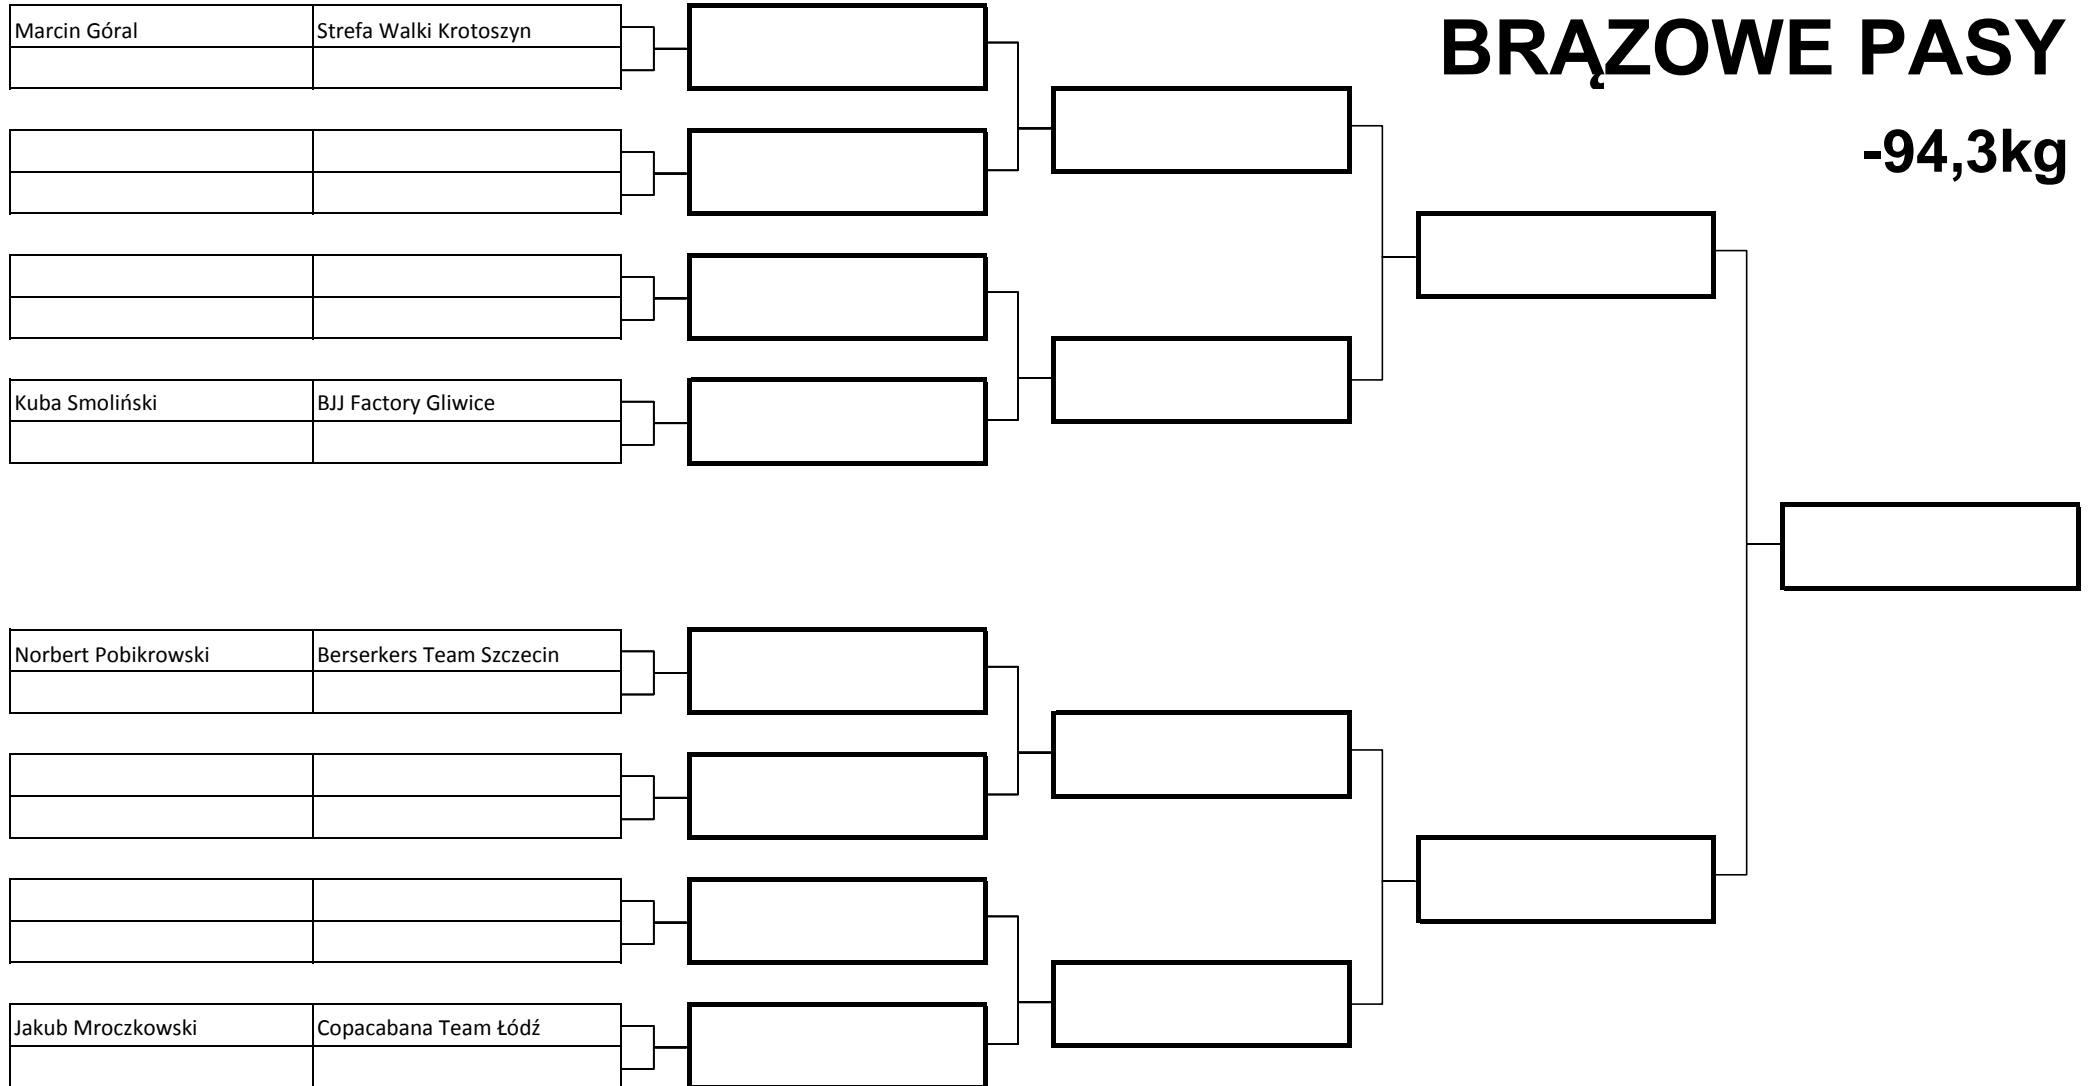 BRĄZOWE PASY
-94,3kg
Marcin Góral Strefa Walki Krotoszyn
Kuba Smoliński BJJ Factory Gliwice
Norbert Pobikrowski Berserkers Team Szczecin
Jakub Mroczkowski Copacabana Team Łódź